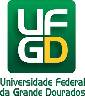 UF
GD
Universidade Federal
da Grande Dourados